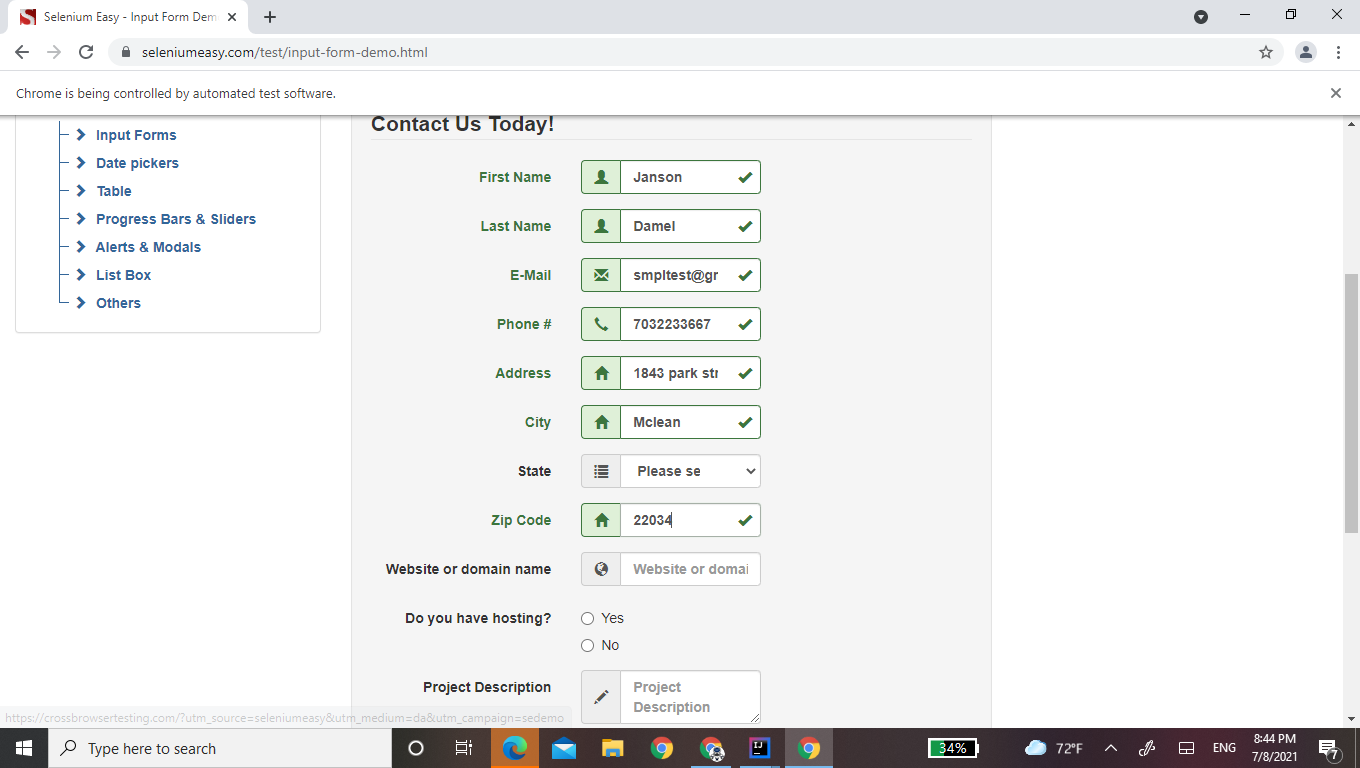 Selenium Easy - Input Form Dem
seleniumeasy.com/test/input-form-demo.html
Chrome is being controlled by automated test software.
Input Forms
Date pickers
Table
Progress Bars & Sliders
Alerts & Modals
List Box
Others
Contact Us Today!
First Name
Janson
Last Name
Damel
E-Mail
smpltest@gr
Phone #
7032233667
Address
1843 park str
City
Mclean
State
Please se
Zip Code
22034
Website or domain name
Website or domai
Do you have hosting?
Yes
No
Project Description
Project
Description
https://crossbrowsertesting.com/?utm_source=seleniumeasy&utm_medium=da&utm_campaign=sedemo
Type here to search
34%
72°F
ENG
8:44 PM
7/8/2021
7